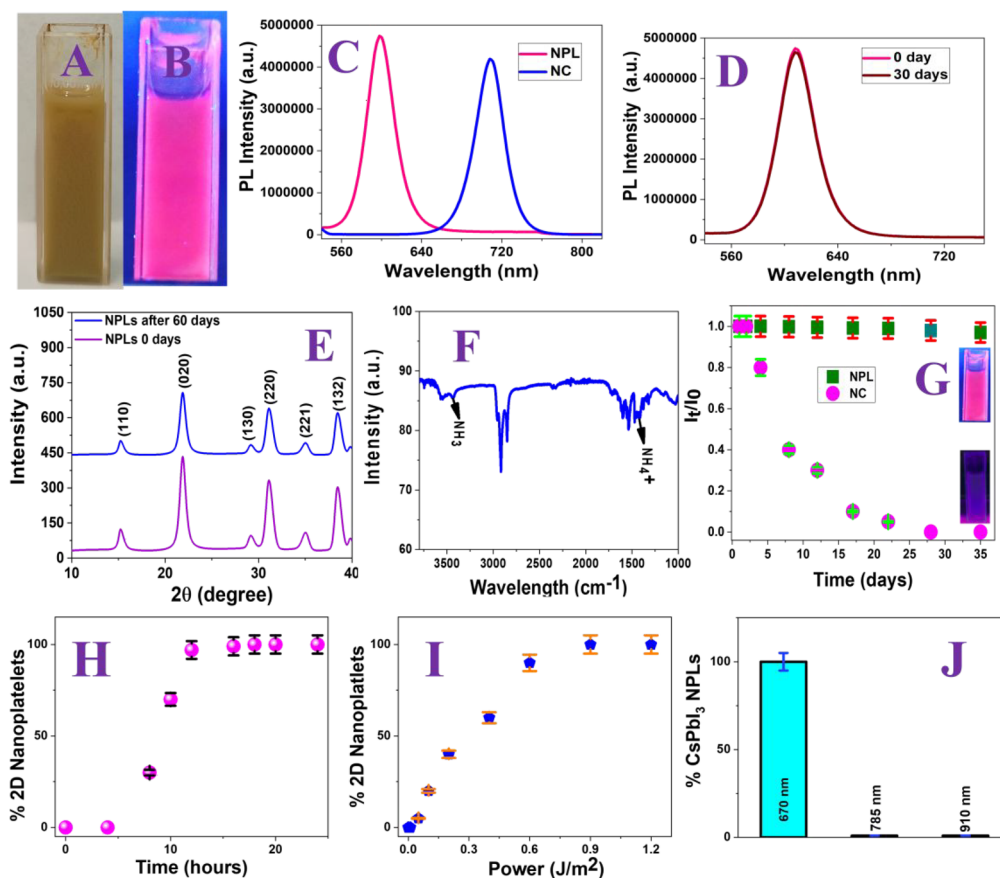 A
B
C
NPL
NC
PL Intensity (a.u.)
5000000
4000000
3000000
2000000
1000000
0
560
640
720
800
Wavelength (nm)
D
0 day
30 days
PL Intensity (a.u.)
5000000
4000000
3000000
2000000
1000000
0
560
640
720
Wavelength (nm)
E
NPLs after 60 days
NPLs 0 days
Intensity (a.u.)
1050
900
750
600
450
300
150
0
(110)
(020)
(130)
(220)
(221)
(132)
10
20
30
40
2θ (degree)
F
Intensity (a.u.)
100
90
80
70
60
NH3
NH4+
3500
3000
2500
2000
1500
1000
Wavelength (cm-1)
G
NPL
NC
It/I0
1.0
0.8
0.6
0.4
0.2
0.0
0
5
10
15
20
25
30
35
Time (days)
H
% 2D Nanoplatelets
100
50
0
0
10
20
Time (hours)
I
% 2D Nanoplatelets
100
50
0
0.0
0.3
0.6
0.9
1.2
Power (J/m2)
J
% CsPbI3 NPLs
100
50
0
670 nm
785 nm
910 nm